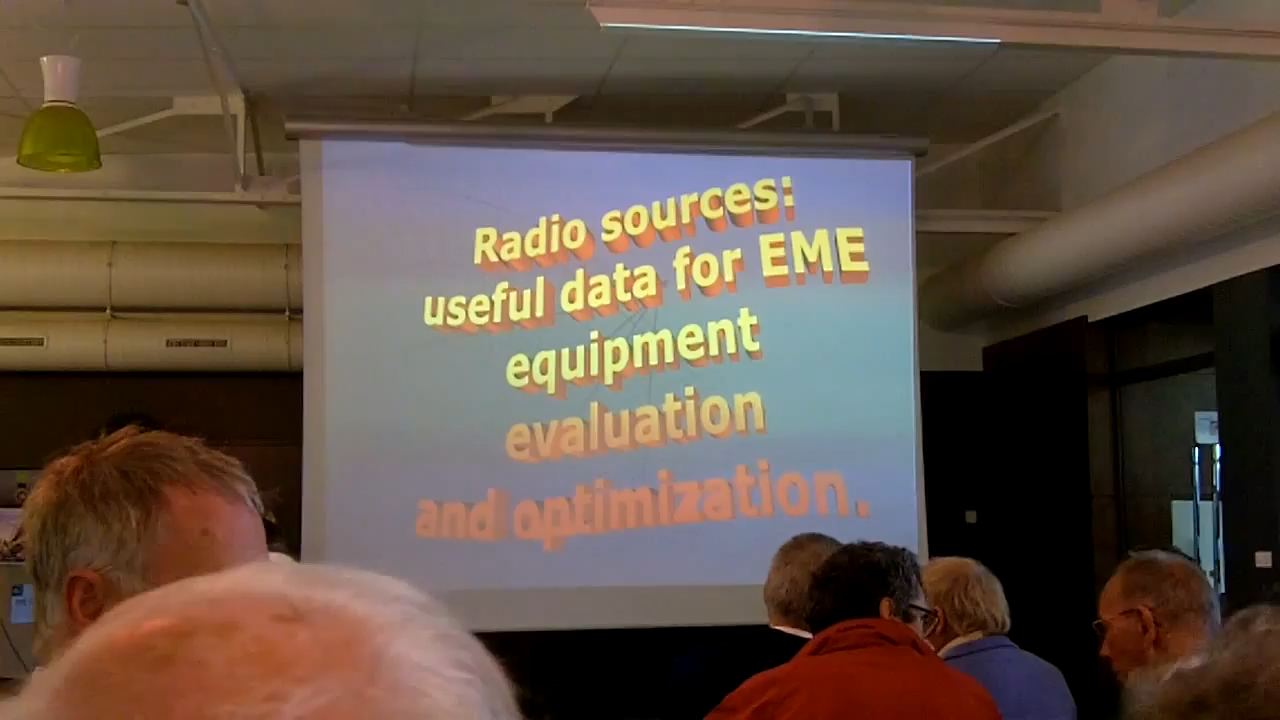 Radio sources:
useful data for EME
equipment
evaluation
and optimization.